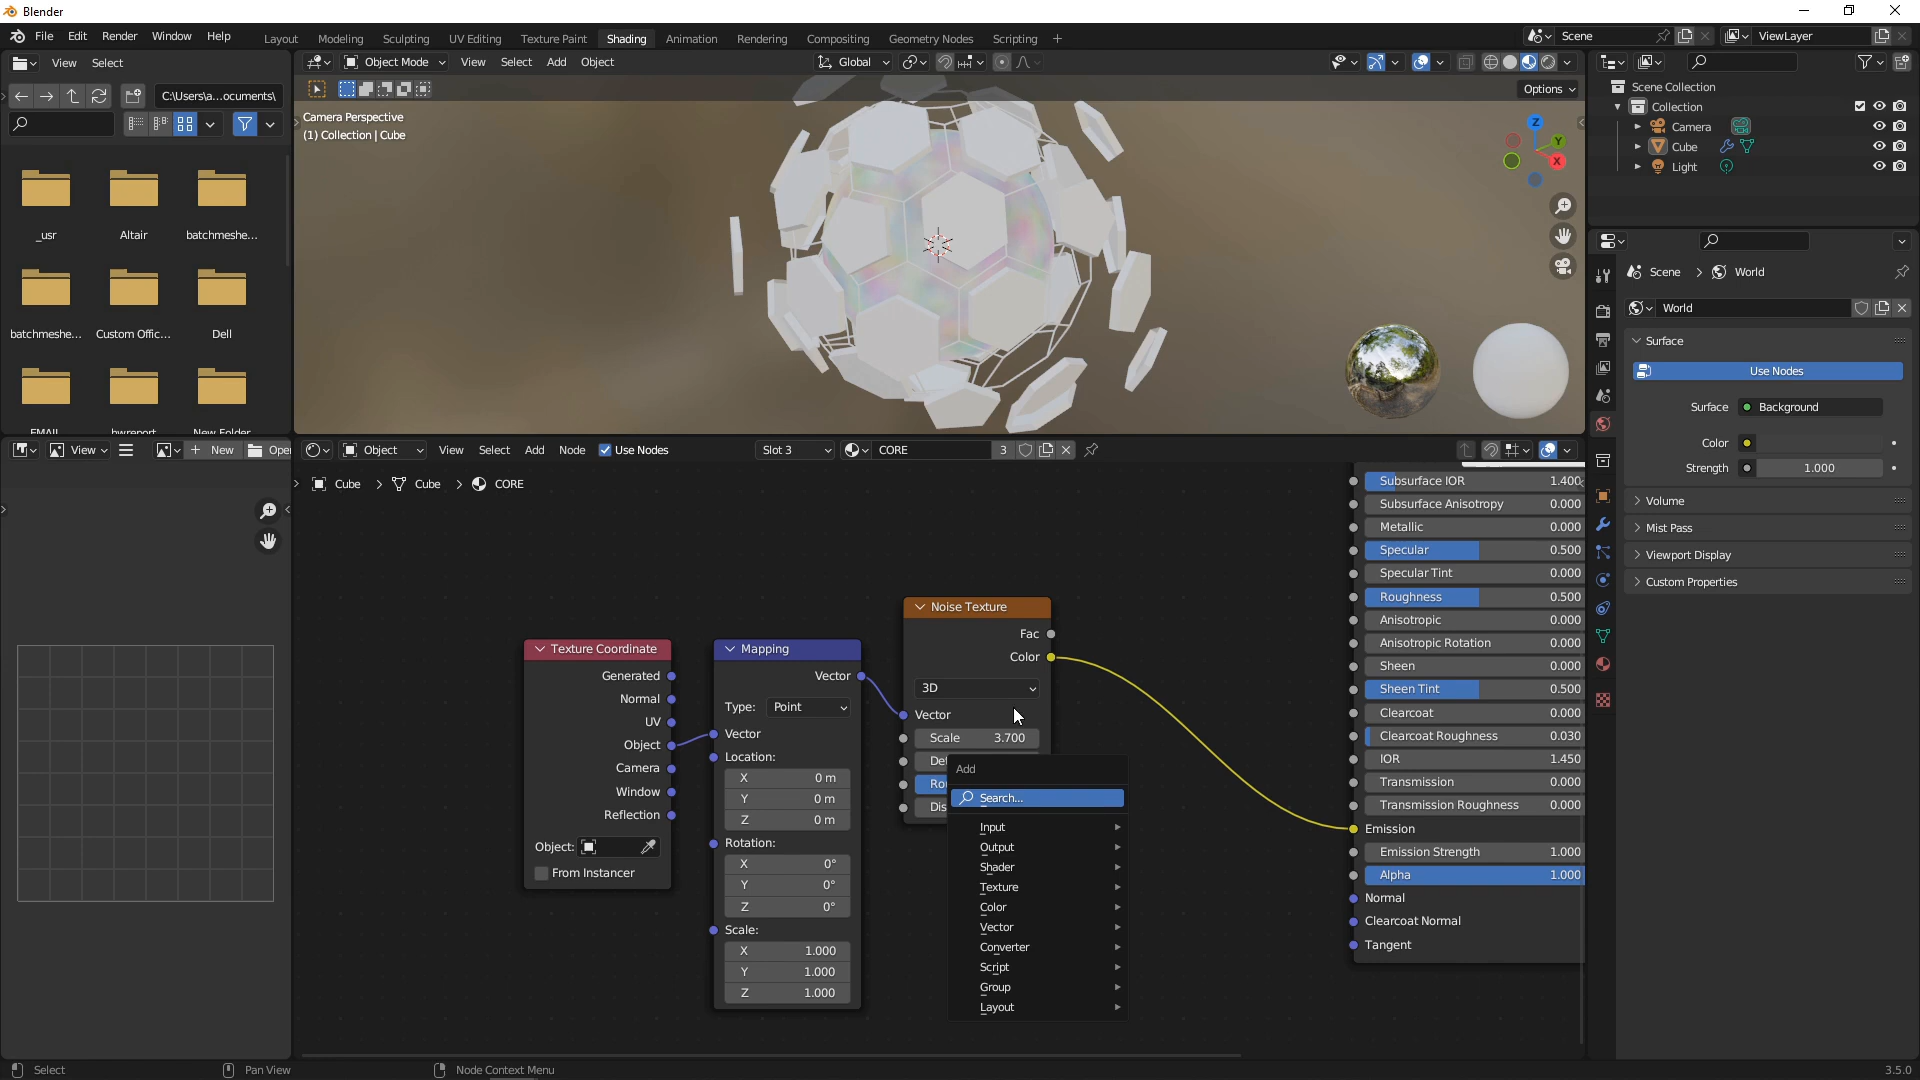 Blender
File Edit Render Window Help
Layout Modeling Sculpting UV Editing Texture Paint Shading Animation Rendering Compositing Geometry Nodes Scripting +
Scene
ViewLayer
View Select
C:\Users\a...ocuments\
_usr
Altair
batchmeshe...
batchmeshe...
Custom Offic...
Dell
EMAIL
hwreport
New Folder
Object Mode View Select Add Object
Global
Options
Camera Perspective
(1) Collection | Cube
Z
Y
X
Scene Collection
Collection
Camera
Cube
Light
Scene > World
World
Surface
Use Nodes
Surface Background
Color
Strength 1.000
Volume
Mist Pass
Viewport Display
Custom Properties
View
New
Open
Object View Select Add Node Use Nodes
Slot 3
CORE
3
Cube > Cube > CORE
Texture Coordinate
Generated
Normal
UV
Object
Camera
Window
Reflection
Object:
From Instancer
Mapping
Vector
Type: Point
Vector
Location:
X 0 m
Y 0 m
Z 0 m
Rotation:
X 0°
Y 0°
Z 0°
Scale:
X 1.000
Y 1.000
Z 1.000
Noise Texture
Fac
Color
3D
Vector
Scale 3.700
Det
Rou
Dis
Add
Search...
Input
Output
Shader
Texture
Color
Vector
Converter
Script
Group
Layout
Subsurface IOR 1.400
Subsurface Anisotropy 0.000
Metallic 0.000
Specular 0.500
Specular Tint 0.000
Roughness 0.500
Anisotropic 0.000
Anisotropic Rotation 0.000
Sheen 0.000
Sheen Tint 0.500
Clearcoat 0.000
Clearcoat Roughness 0.030
IOR 1.450
Transmission 0.000
Transmission Roughness 0.000
Emission
Emission Strength 1.000
Alpha 1.000
Normal
Clearcoat Normal
Tangent
Select
Pan View
Node Context Menu
3.5.0